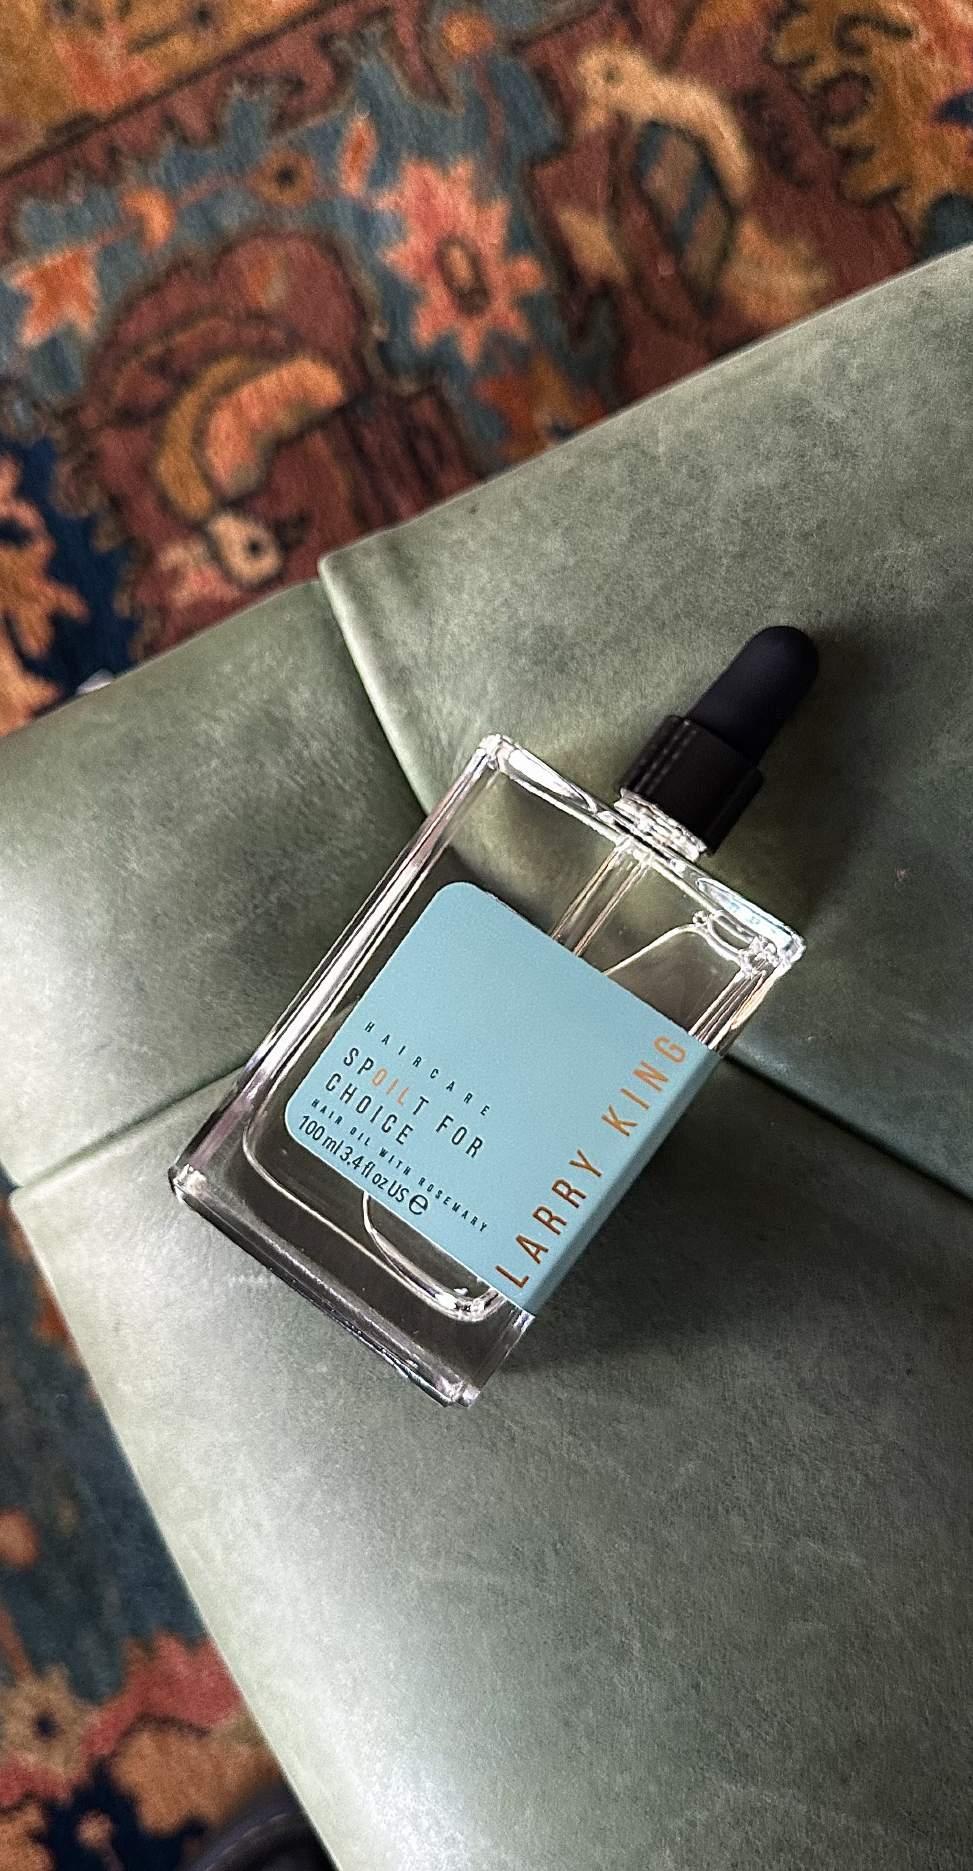 HAIRCARE
SPOILT FOR
CHOICE
HAIR OIL WITH ROSEMARY
100 ml 3.4 fl oz US ℮
LARRY KING